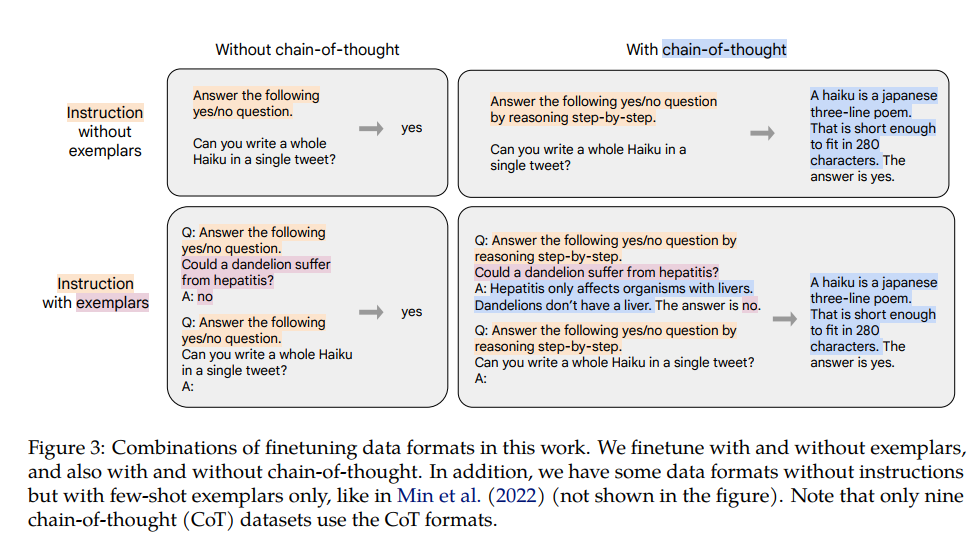 Without chain-of-thought
With chain-of-thought
Instruction
without
exemplars
Answer the following
yes/no question.
Can you write a whole
Haiku in a single tweet?
yes
Answer the following yes/no question
by reasoning step-by-step.
Can you write a whole Haiku in a
single tweet?
A haiku is a japanese
three-line poem.
That is short enough
to fit in 280
characters. The
answer is yes.
Instruction
with exemplars
Q: Answer the following
yes/no question.
Could a dandelion suffer
from hepatitis?
A: no
Q: Answer the following
yes/no question.
Can you write a whole Haiku
in a single tweet?
A:
yes
Q: Answer the following yes/no question by
reasoning step-by-step.
Could a dandelion suffer from hepatitis?
A: Hepatitis only affects organisms with livers.
Dandelions don’t have a liver. The answer is no.
Q: Answer the following yes/no question by
reasoning step-by-step.
Can you write a whole Haiku in a single tweet?
A:
A haiku is a japanese
three-line poem.
That is short enough
to fit in 280
characters. The
answer is yes.
Figure 3: Combinations of finetuning data formats in this work. We finetune with and without exemplars,
and also with and without chain-of-thought. In addition, we have some data formats without instructions
but with few-shot exemplars only, like in Min et al. (2022) (not shown in the figure). Note that only nine
chain-of-thought (CoT) datasets use the CoT formats.